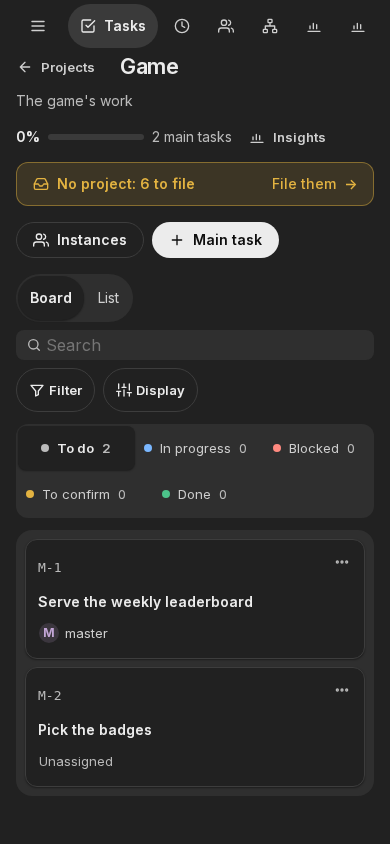 Tasks
Projects
Game
The game's work
0% 2 main tasks Insights
No project: 6 to file File them
Instances
Main task
Board List
Search
Filter Display
To do 2 In progress 0 Blocked 0
To confirm 0 Done 0
M-1
Serve the weekly leaderboard
M master
M-2
Pick the badges
Unassigned